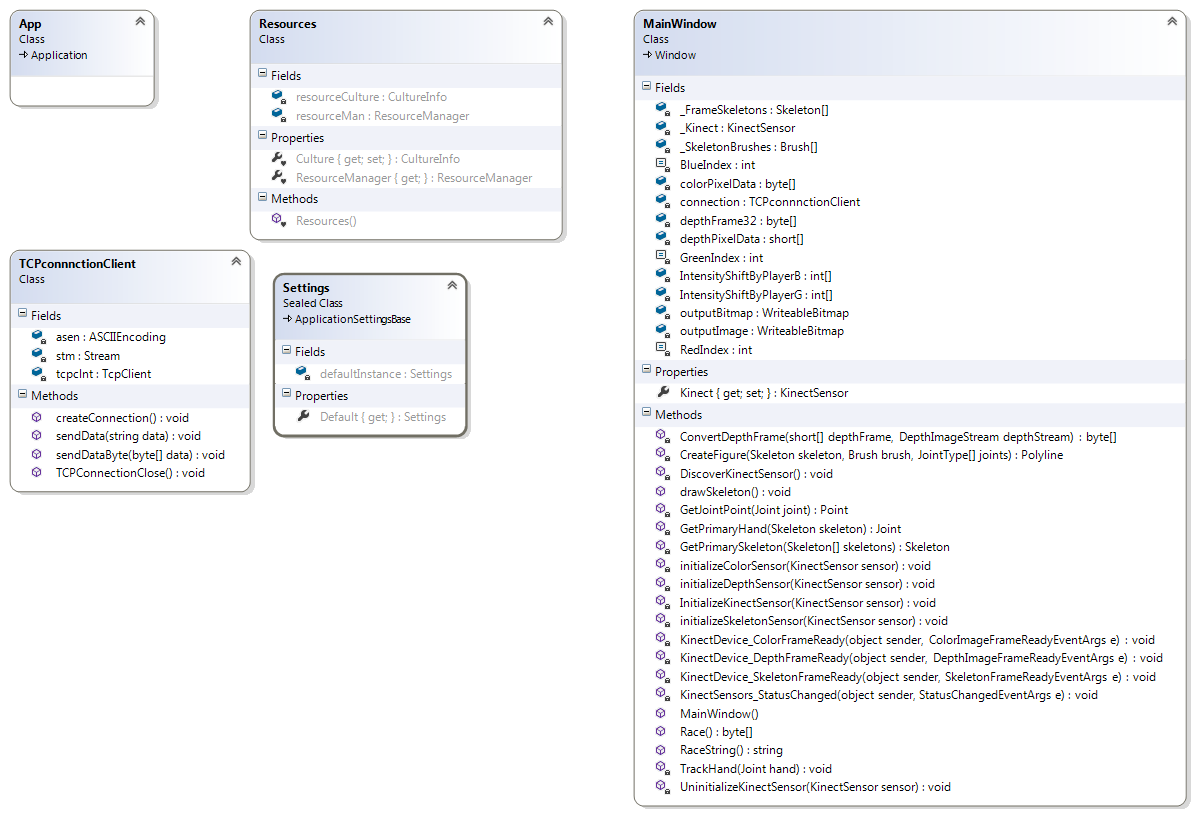 App
Class
Application
Resources
Class
Fields
resourceCulture : CultureInfo
resourceMan : ResourceManager
Properties
Culture { get; set; } : CultureInfo
ResourceManager { get; } : ResourceManager
Methods
Resources()
TCPconnnctionClient
Class
Fields
asen : ASCIIEncoding
stm : Stream
tcpclnt : TcpClient
Methods
createConnection() : void
sendData(string data) : void
sendDataByte(byte[] data) : void
TCPConnectionClose() : void
Settings
Sealed Class
ApplicationSettingsBase
Fields
defaultInstance : Settings
Properties
Default { get; } : Settings
MainWindow
Class
Window
Fields
_FrameSkeletons : Skeleton[]
_Kinect : KinectSensor
_SkeletonBrushes : Brush[]
BlueIndex : int
colorPixelData : byte[]
connection : TCPconnnctionClient
depthFrame32 : byte[]
depthPixelData : short[]
GreenIndex : int
IntensityShiftByPlayerB : int[]
IntensityShiftByPlayerG : int[]
outputBitmap : WriteableBitmap
outputImage : WriteableBitmap
RedIndex : int
Properties
Kinect { get; set; } : KinectSensor
Methods
ConvertDepthFrame(short[] depthFrame, DepthImageStream depthStream) : byte[]
CreateFigure(Skeleton skeleton, Brush brush, JointType[] joints) : Polyline
DiscoverKinectSensor() : void
drawSkeleton() : void
GetJointPoint(Joint joint) : Point
GetPrimaryHand(Skeleton skeleton) : Joint
GetPrimarySkeleton(Skeleton[] skeletons) : Skeleton
initializeColorSensor(KinectSensor sensor) : void
initializeDepthSensor(KinectSensor sensor) : void
InitializeKinectSensor(KinectSensor sensor) : void
initializeSkeletonSensor(KinectSensor sensor) : void
KinectDevice_ColorFrameReady(object sender, ColorImageFrameReadyEventArgs e) : void
KinectDevice_DepthFrameReady(object sender, DepthImageFrameReadyEventArgs e) : void
KinectDevice_SkeletonFrameReady(object sender, SkeletonFrameReadyEventArgs e) : void
KinectSensors_StatusChanged(object sender, StatusChangedEventArgs e) : void
MainWindow()
Race() : byte[]
RaceString() : string
TrackHand(Joint hand) : void
UninitializeKinectSensor(KinectSensor sensor) : void